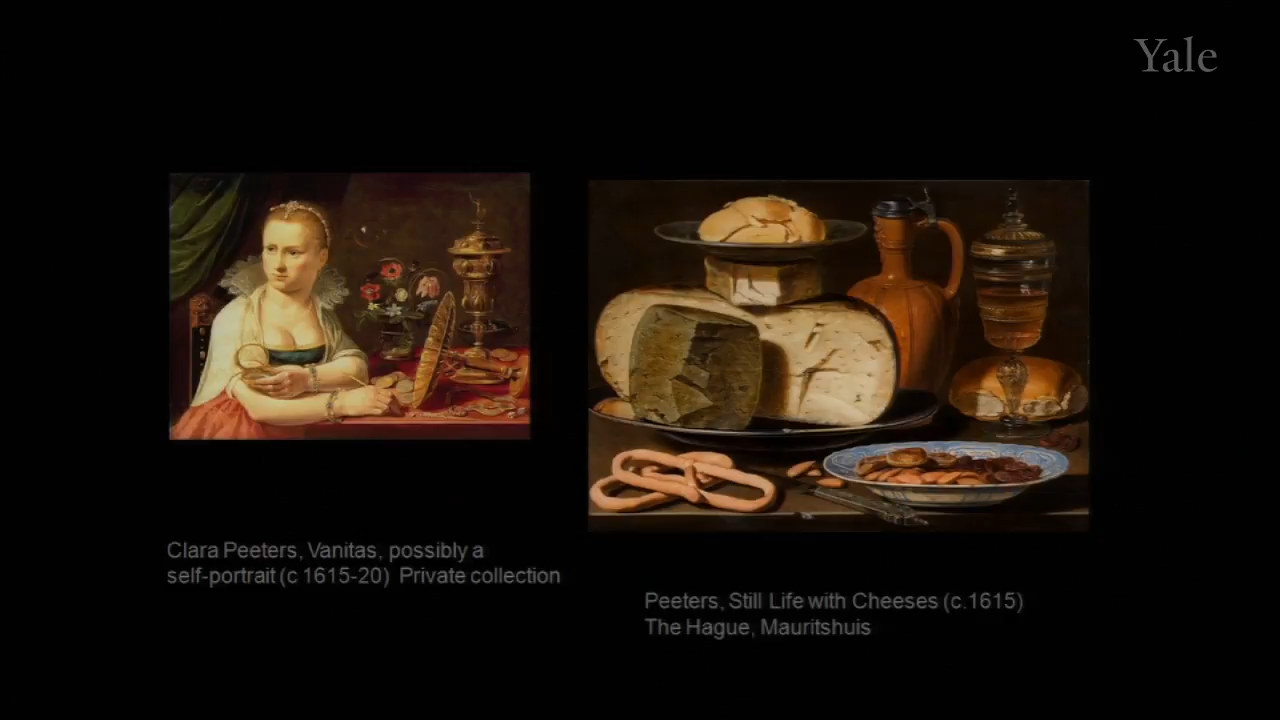 Yale
Clara Peeters, Vanitas, possibly a
self-portrait (c 1615-20) Private collection
Peeters, Still Life with Cheeses (c.1615)
The Hague, Mauritshuis